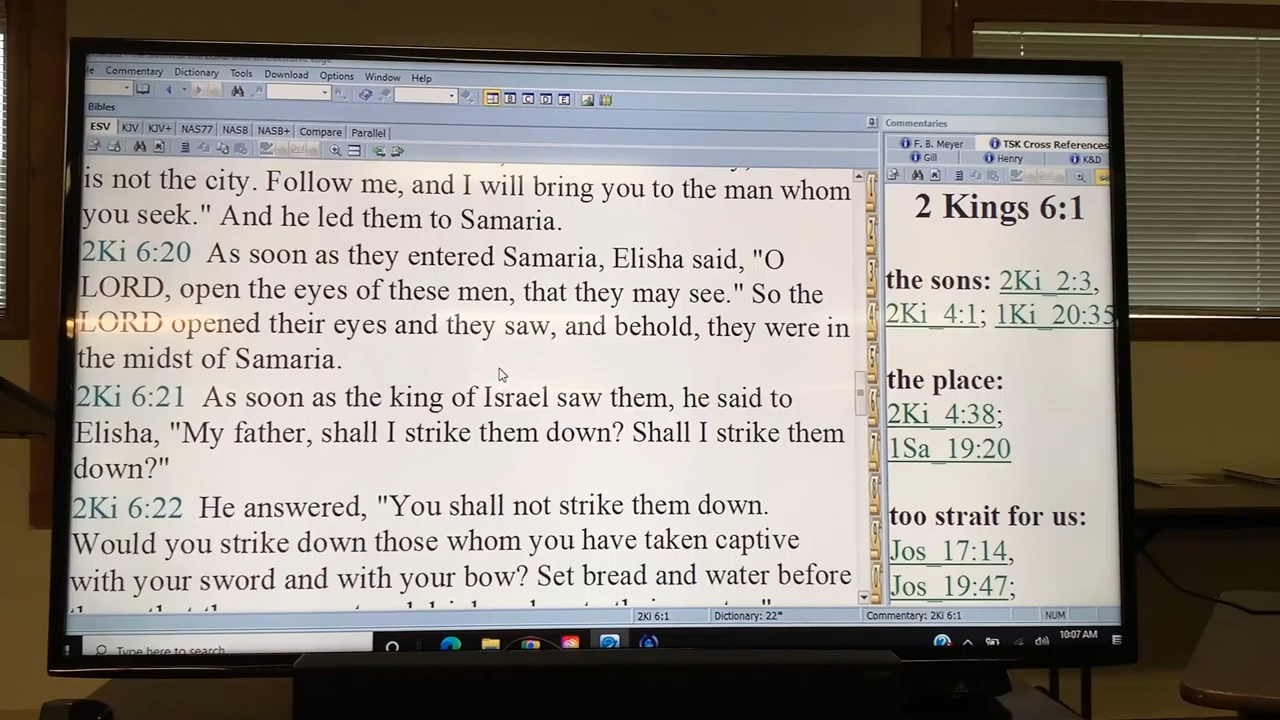 Commentary Dictionary Tools Download Options Window Help
B C D E
Bibles
ESV KJV KJV+ NAS77 NASB NASB+ Compare Parallel
is not the city. Follow me, and I will bring you to the man whom
you seek." And he led them to Samaria.
2Ki 6:20 As soon as they entered Samaria, Elisha said, "O
LORD, open the eyes of these men, that they may see." So the
LORD opened their eyes and they saw, and behold, they were in
the midst of Samaria.
2Ki 6:21 As soon as the king of Israel saw them, he said to
Elisha, "My father, shall I strike them down? Shall I strike them
down?"
2Ki 6:22 He answered, "You shall not strike them down.
Would you strike down those whom you have taken captive
with your sword and with your bow? Set bread and water before
Commentaries
F. B. Meyer TSK Cross References
Gill Henry K&D
2 Kings 6:1
the sons: 2Ki_2:3,
2Ki_4:1; 1Ki_20:35
the place:
2Ki_4:38;
1Sa_19:20
too strait for us:
Jos_17:14,
Jos_19:47;
2Ki 6:1 Dictionary: 22* Commentary: 2Ki 6:1 NUM
Type here to search
10:07 AM